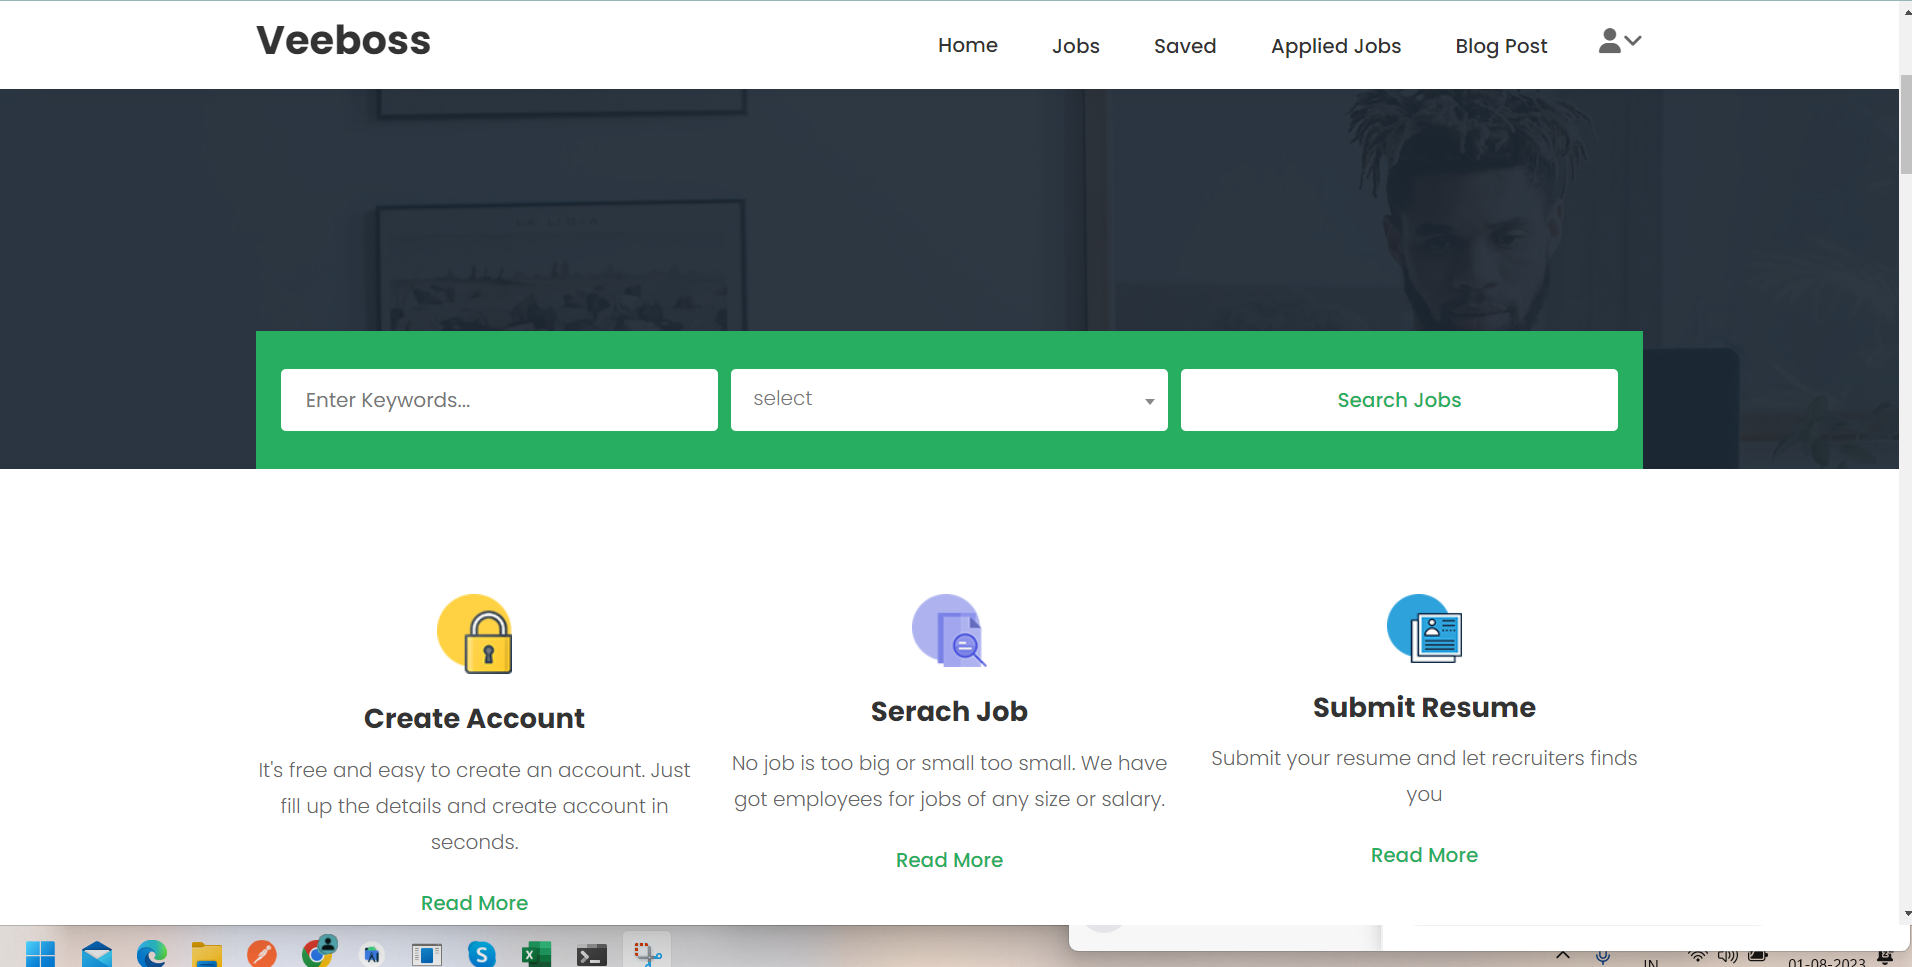 Veeboss
Home Jobs Saved Applied Jobs Blog Post
LA LIGIA
Enter Keywords...
select
Search Jobs
Create Account
It's free and easy to create an account. Just
fill up the details and create account in
seconds.
Read More
Serach Job
No job is too big or small too small. We have
got employees for jobs of any size or salary.
Read More
Submit Resume
Submit your resume and let recruiters finds
you
Read More
IN
01-08-2023